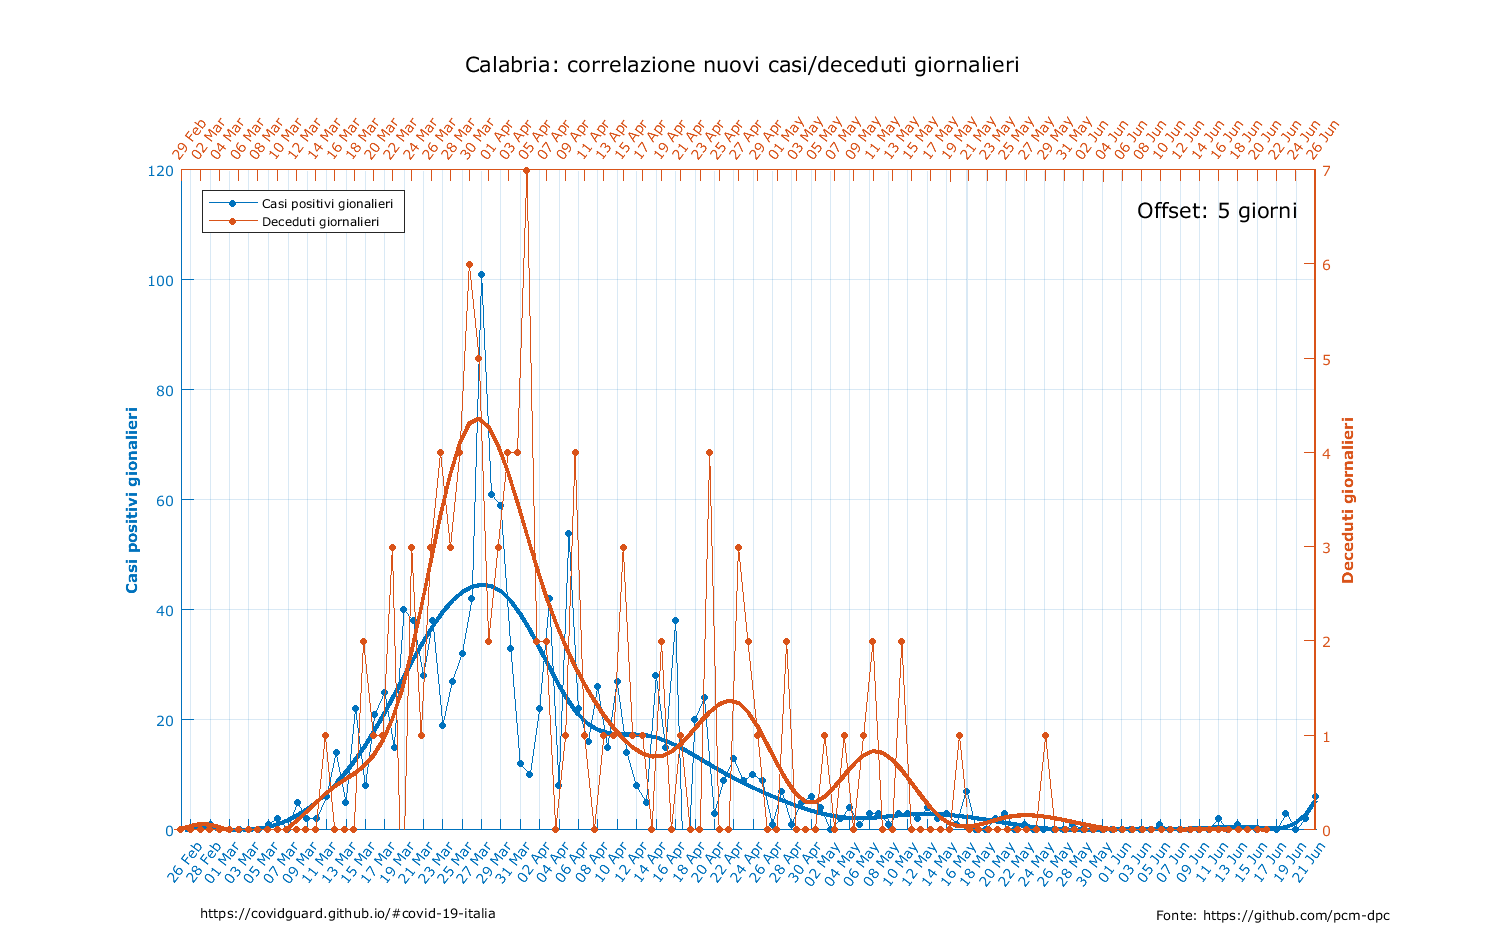 Calabria: correlazione nuovi casi/deceduti giornalieri
29 Feb 02 Mar 04 Mar 06 Mar 08 Mar 10 Mar 12 Mar 14 Mar 16 Mar 18 Mar 20 Mar 22 Mar 24 Mar 26 Mar 28 Mar 30 Mar 01 Apr 03 Apr 05 Apr 07 Apr 09 Apr 11 Apr 13 Apr 15 Apr 17 Apr 19 Apr 21 Apr 23 Apr 25 Apr 27 Apr 29 Apr 01 May 03 May 05 May 07 May 09 May 11 May 13 May 15 May 17 May 19 May 21 May 23 May 25 May 27 May 29 May 31 May 02 Jun 04 Jun 06 Jun 08 Jun 10 Jun 12 Jun 14 Jun 16 Jun 18 Jun 20 Jun 22 Jun 24 Jun 26 Jun
120
100
80
60
40
20
0
Casi positivi gionalieri
Casi positivi gionalieri
Deceduti giornalieri
Offset: 5 giorni
7
6
5
4
3
2
1
0
Deceduti giornalieri
26 Feb 28 Feb 01 Mar 03 Mar 05 Mar 07 Mar 09 Mar 11 Mar 13 Mar 15 Mar 17 Mar 19 Mar 21 Mar 23 Mar 25 Mar 27 Mar 29 Mar 31 Mar 02 Apr 04 Apr 06 Apr 08 Apr 10 Apr 12 Apr 14 Apr 16 Apr 18 Apr 20 Apr 22 Apr 24 Apr 26 Apr 28 Apr 30 Apr 02 May 04 May 06 May 08 May 10 May 12 May 14 May 16 May 18 May 20 May 22 May 24 May 26 May 28 May 30 May 01 Jun 03 Jun 05 Jun 07 Jun 09 Jun 11 Jun 13 Jun 15 Jun 17 Jun 19 Jun 21 Jun
https://covidguard.github.io/#covid-19-italia
Fonte: https://github.com/pcm-dpc